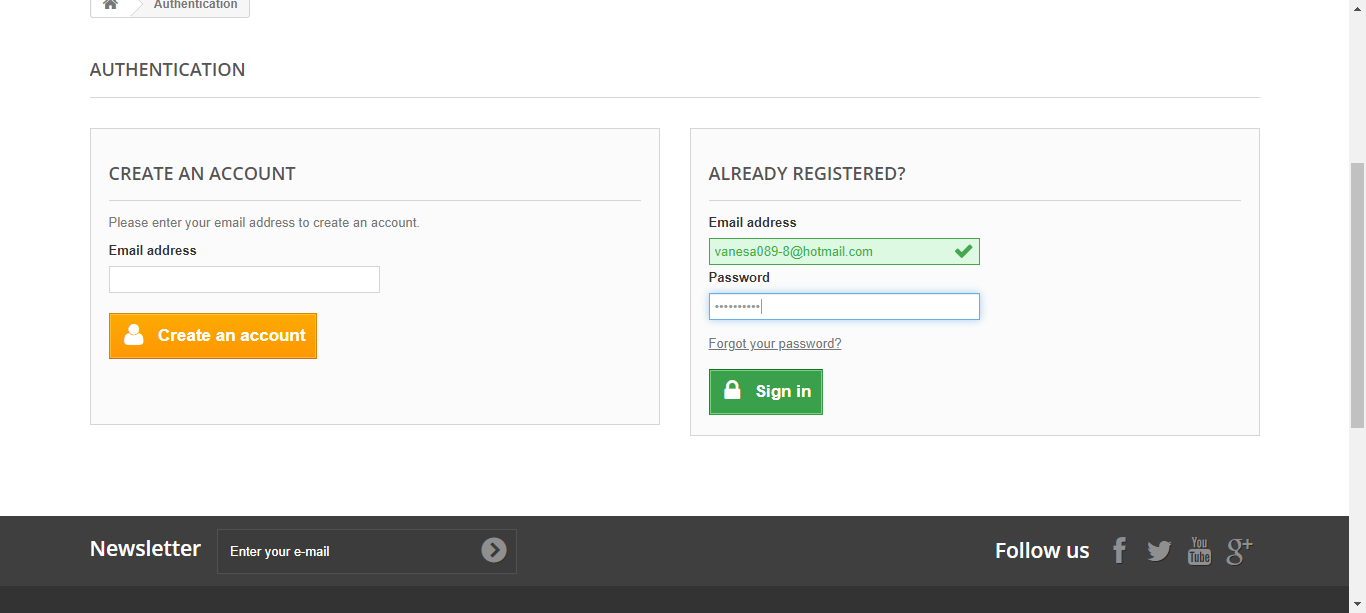 Authentication
AUTHENTICATION
CREATE AN ACCOUNT
Please enter your email address to create an account.
Email address
Create an account
ALREADY REGISTERED?
Email address
vanesa089-8@hotmail.com
Password
••••••••••
Forgot your password?
Sign in
Newsletter
Enter your e-mail
Follow us
You
Tube
g+